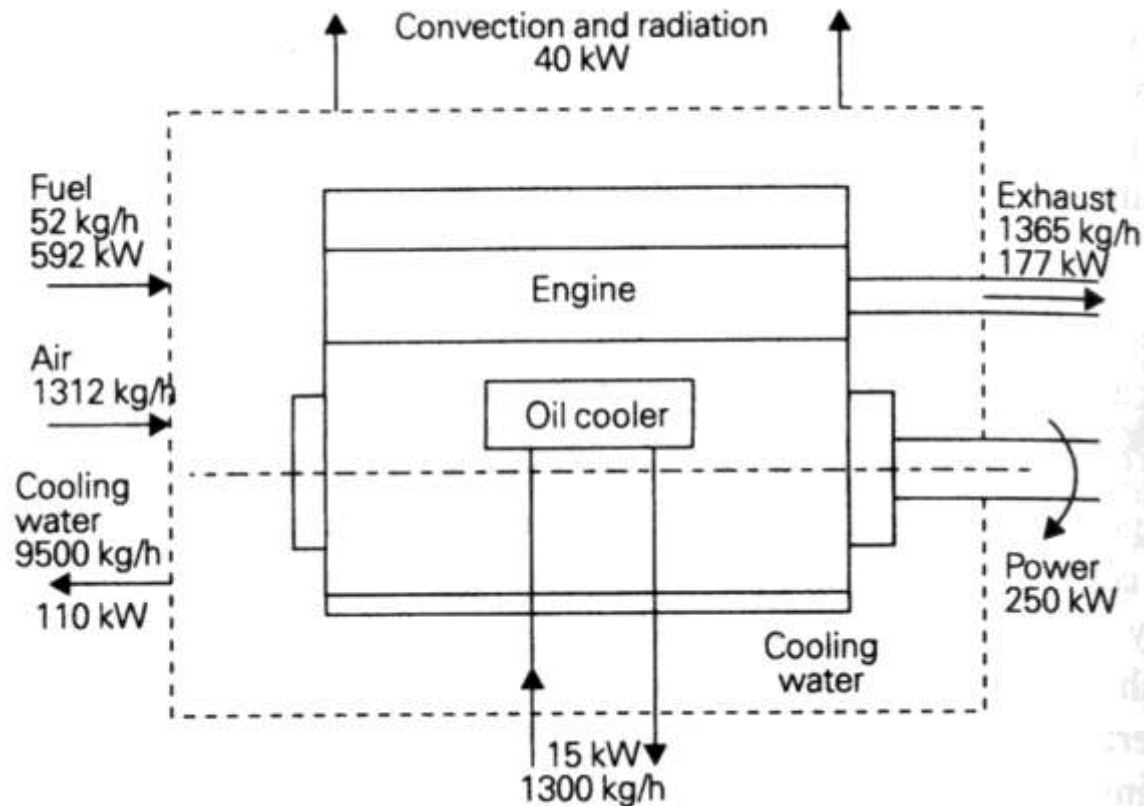 Convection and radiation
40 kW
Fuel
52 kg/h
592 kW
Exhaust
1365 kg/h
177 kW
Engine
Air
1312 kg/h
Oil cooler
Cooling
water
9500 kg/h
110 kW
Power
250 kW
Cooling
water
15 kW
1300 kg/h